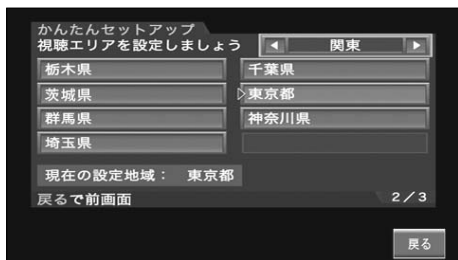 かんたんセットアップ
視聴エリアを設定しましょう
関東
栃木県
千葉県
茨城県
東京都
群馬県
神奈川県
埼玉県
現在の設定地域： 東京都
戻るで前画面
2/3
戻る